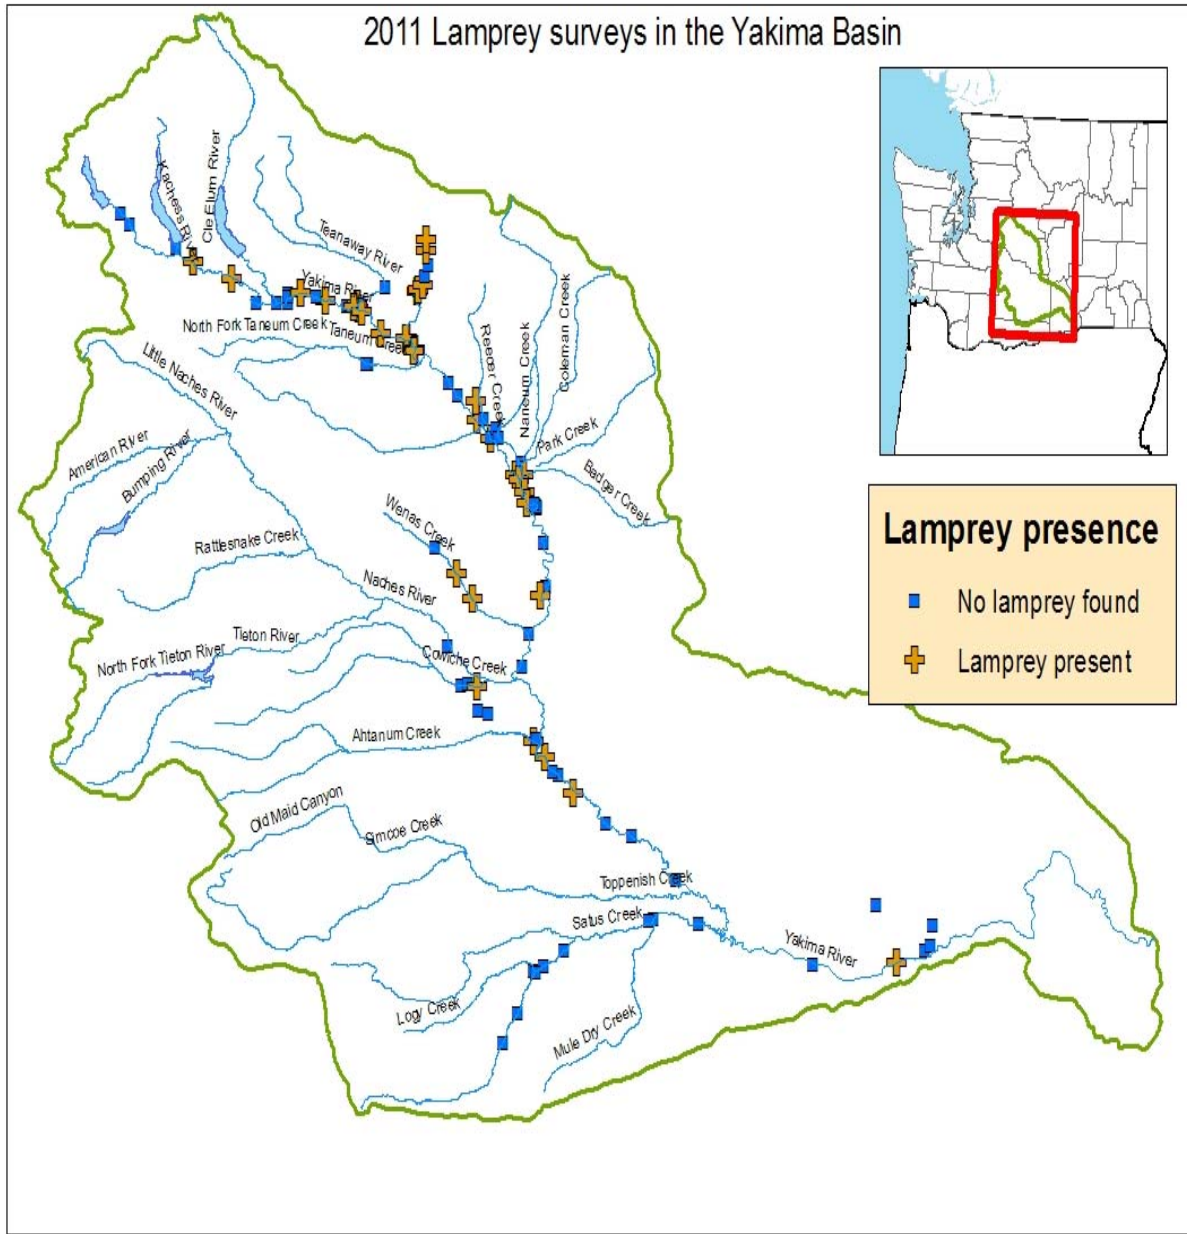 2011 Lamprey surveys in the Yakima Basin
Kachess River
Cle Elum River
Teanaway River
Yakima River
North Fork Taneum Creek
Taneum Creek
Reecer Creek
Naneum Creek
Coleman Creek
Little Naches River
American River
Bumping River
Park Creek
Badger Creek
Wenas Creek
Rattlesnake Creek
Naches River
Tieton River
North Fork Tieton River
Cowiche Creek
Ahtanum Creek
Old Maid Canyon
Simcoe Creek
Toppenish Creek
Satus Creek
Yakima River
Logy Creek
Mule Dry Creek
Lamprey presence
No lamprey found
Lamprey present